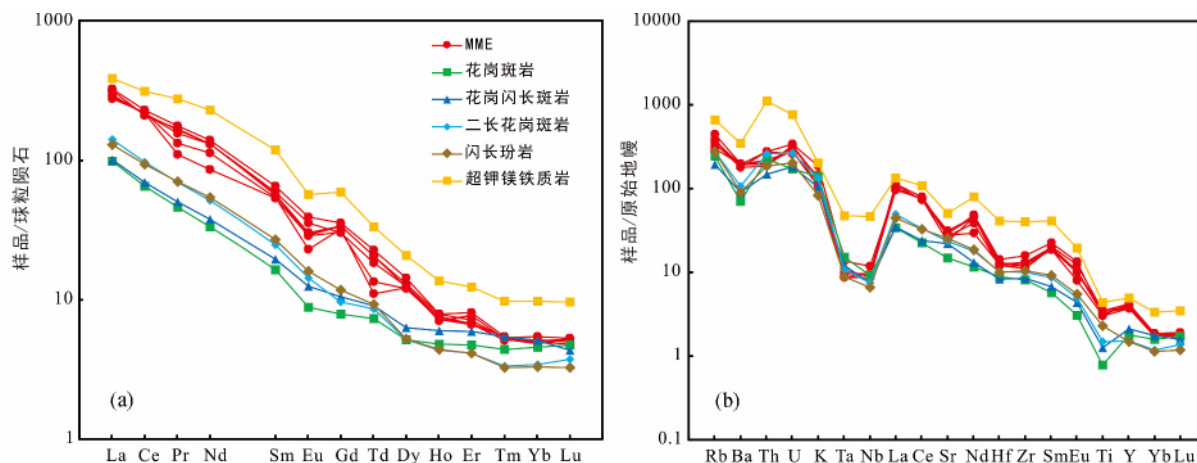 1000
100
10
1
样品/球粒陨石
MME
花岗斑岩
花岗闪长斑岩
二长花岗斑岩
闪长玢岩
超钾镁铁质岩
(a)
La Ce Pr Nd Sm Eu Gd Td Dy Ho Er Tm Yb Lu
10000
1000
100
10
1
0.1
样品/原始地幔
(b)
Rb Ba Th U K Ta Nb La Ce Sr Nd Hf Zr Sm Eu Ti Y Yb Lu